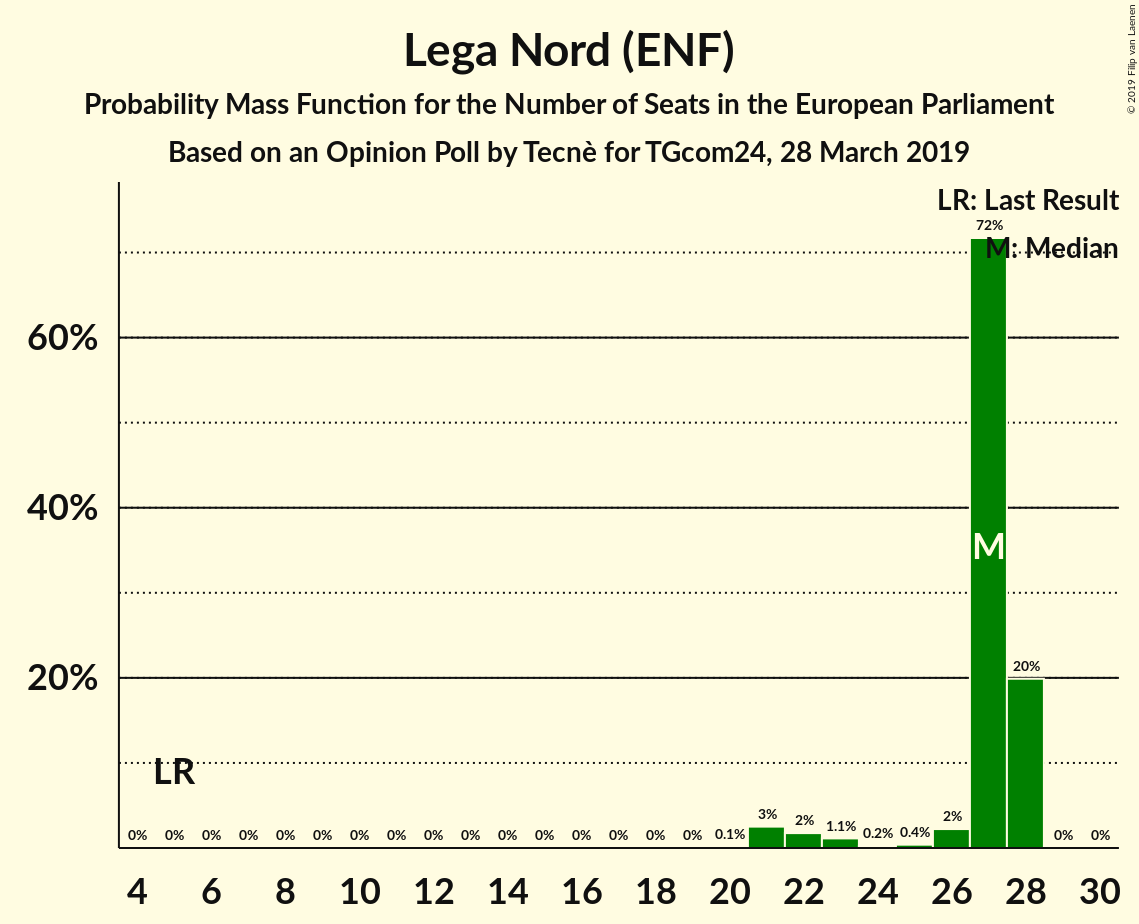 Lega Nord (ENF)
Probability Mass Function for the Number of Seats in the European Parliament
Based on an Opinion Poll by Tecnè for TGcom24, 28 March 2019
© 2019 Filip van Laenen
LR: Last Result
M: Median
72%
60%
40%
M
20%
20%
LR
0% 0% 0% 0% 0% 0% 0% 0% 0% 0% 0% 0% 0% 0% 0% 0% 0.1% 3% 2% 1.1% 0.2% 0.4% 2% 0% 0%
4 6 8 10 12 14 16 18 20 22 24 26 28 30